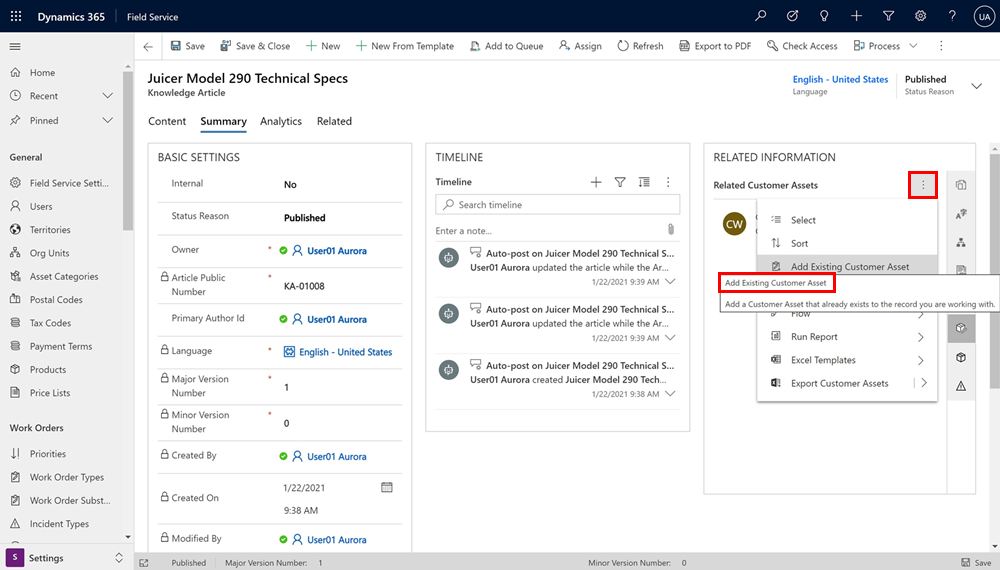 Dynamics 365
Field Service
UA
Save
Save & Close
New
New From Template
Add to Queue
Assign
Refresh
Export to PDF
Check Access
Process
Home
Recent
Pinned
General
Field Service Setti...
Users
Territories
Org Units
Asset Categories
Postal Codes
Tax Codes
Payment Terms
Products
Price Lists
Work Orders
Priorities
Work Order Types
Work Order Subst...
Incident Types
S
Settings
Juicer Model 290 Technical Specs
Knowledge Article
English - United States
Language
Published
Status Reason
Content
Summary
Analytics
Related
BASIC SETTINGS
Internal
No
Status Reason
Published
Owner
*
User01 Aurora
Article Public
Number
*
KA-01008
Primary Author Id
*
User01 Aurora
Language
*
English - United States
Major Version
Number
*
1
Minor Version
Number
*
0
Created By
User01 Aurora
Created On
1/22/2021
9:38 AM
Modified By
User01 Aurora
TIMELINE
Timeline
Search timeline
Enter a note...
Auto-post on Juicer Model 290 Technical S...
User01 Aurora updated the article while the Ar...
1/22/2021 9:39 AM
Auto-post on Juicer Model 290 Technical S...
User01 Aurora updated the article while the Ar...
1/22/2021 9:39 AM
Auto-post on Juicer Model 290 Technical S...
User01 Aurora created Juicer Model 290 Tech...
1/22/2021 9:38 AM
RELATED INFORMATION
Related Customer Assets
CW
Select
Sort
Add Existing Customer Asset
Add Existing Customer Asset
Add a Customer Asset that already exists to the record you are working with.
Flow
Run Report
Excel Templates
Export Customer Assets
Published
Major Version Number: 1
Minor Version Number: 0
Save